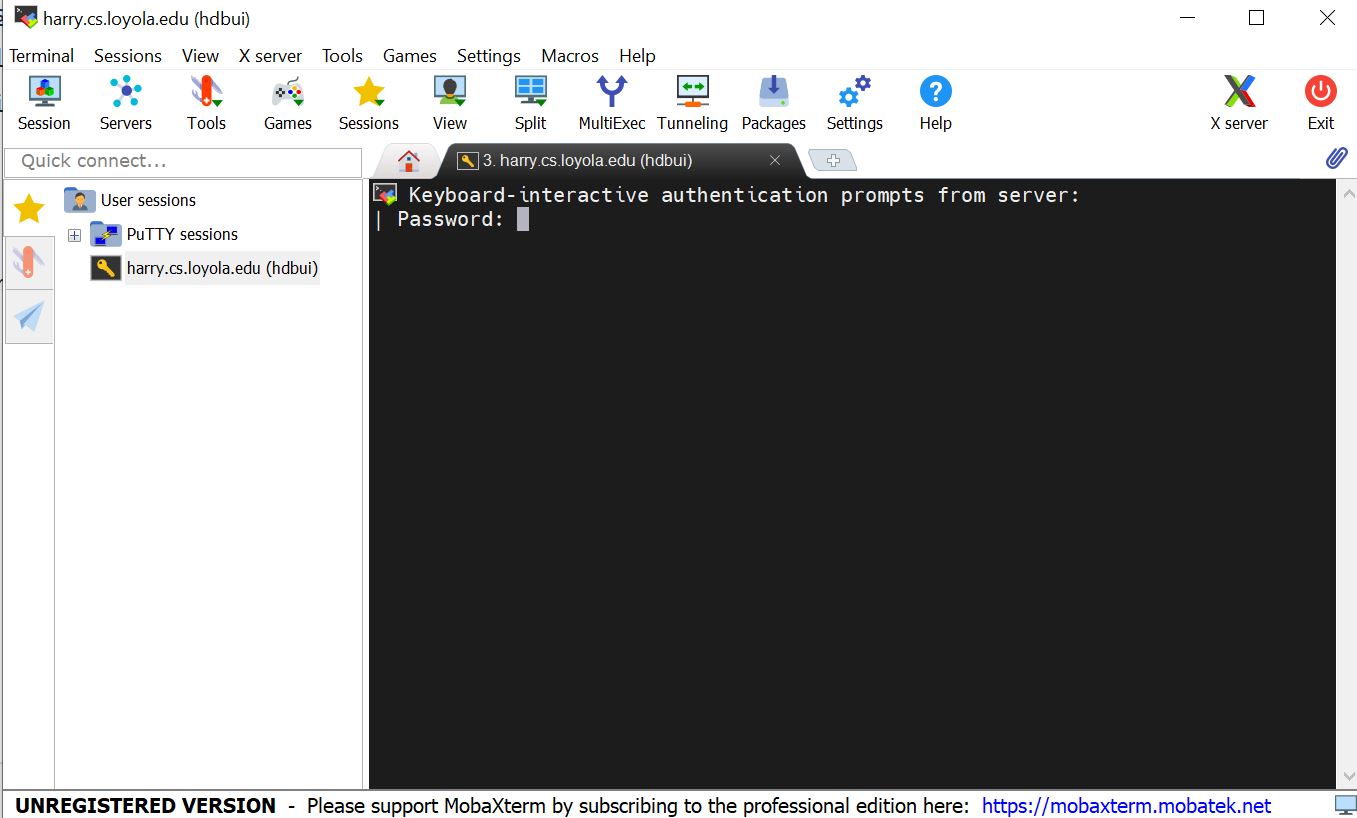 harry.cs.loyola.edu (hdbui)
Terminal Sessions View X server Tools Games Settings Macros Help
Session Servers Tools Games Sessions View Split MultiExec Tunneling Packages Settings Help X server Exit
Quick connect...
3. harry.cs.loyola.edu (hdbui)
User sessions
PuTTY sessions
harry.cs.loyola.edu (hdbui)
Keyboard-interactive authentication prompts from server:
| Password:
UNREGISTERED VERSION - Please support MobaXterm by subscribing to the professional edition here: https://mobaxterm.mobatek.net